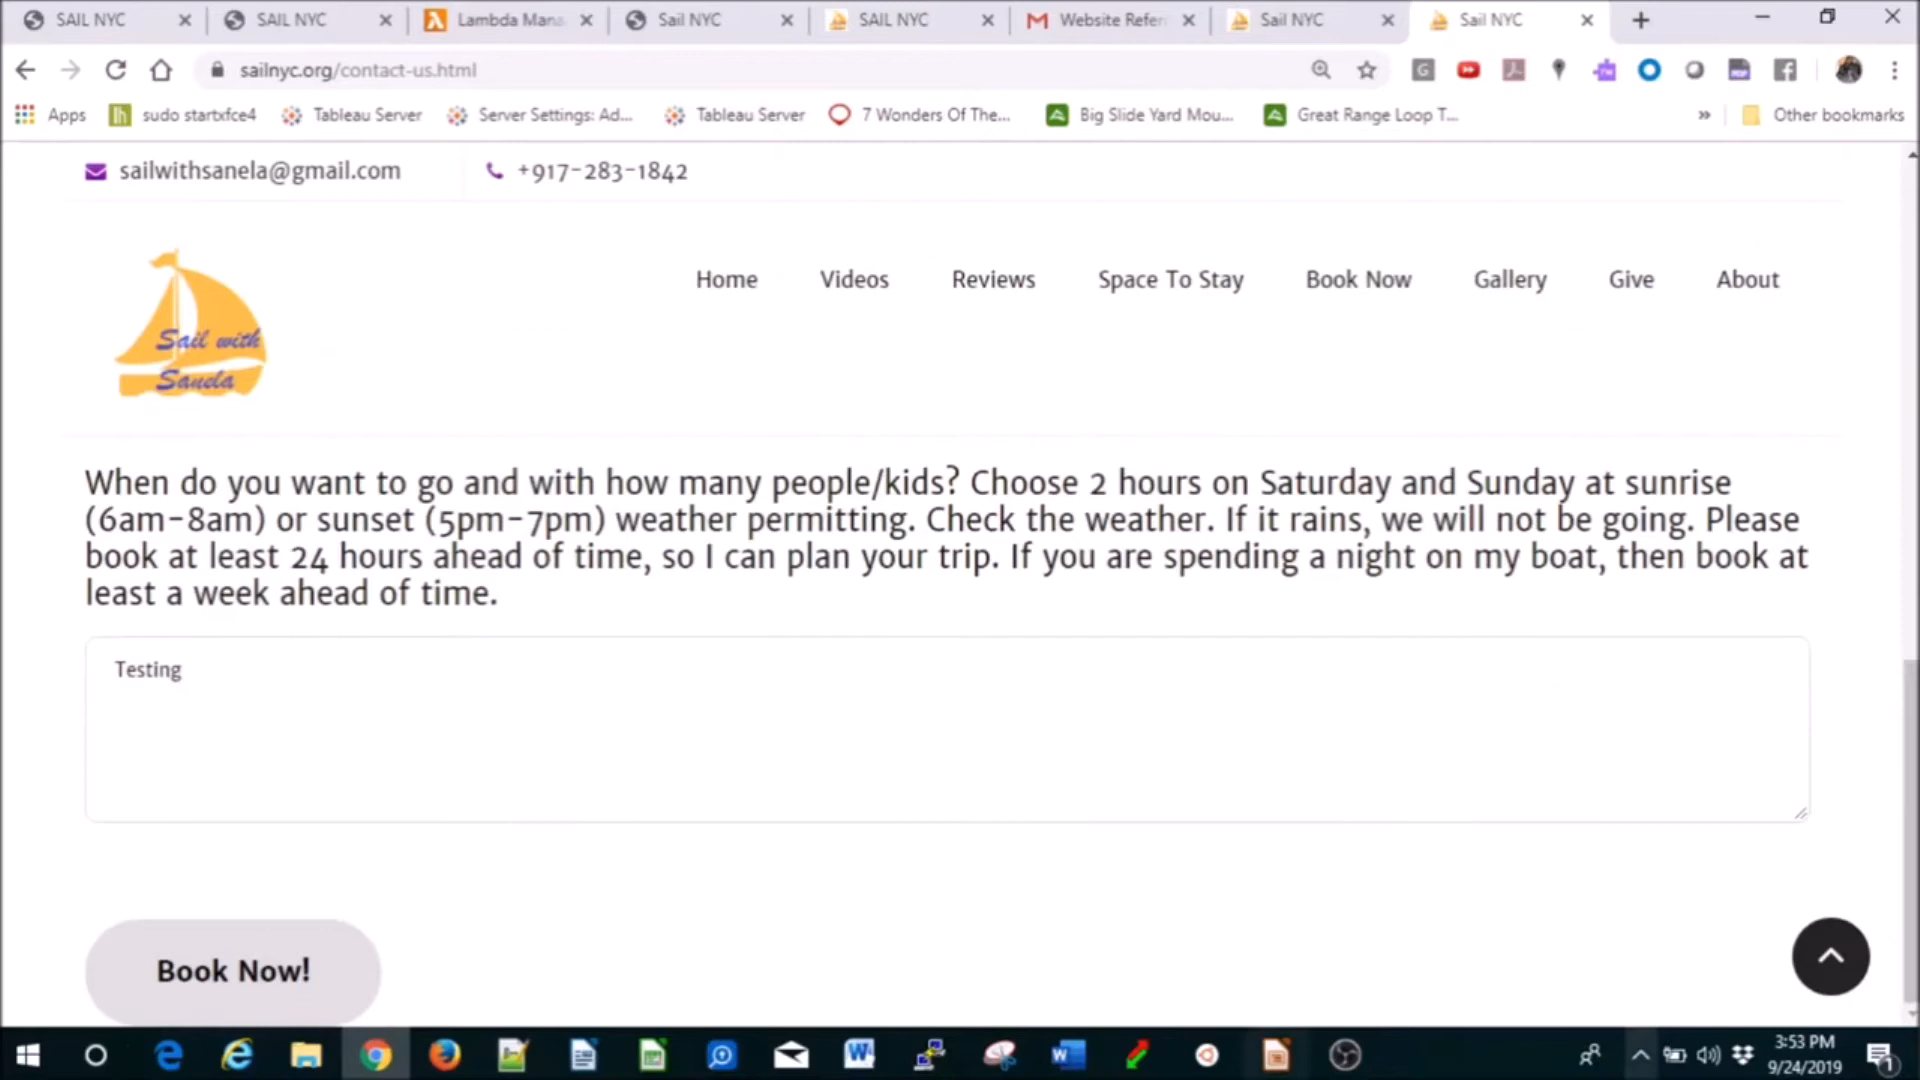 SAIL NYC
SAIL NYC
Lambda Mana
Sail NYC
SAIL NYC
Website Refer
Sail NYC
Sail NYC
sailnyc.org/contact-us.html
Apps
sudo startxfce4
Tableau Server
Server Settings: Ad...
Tableau Server
7 Wonders Of The...
Big Slide Yard Mou...
Great Range Loop T...
Other bookmarks
sailwithsanela@gmail.com
+917-283-1842
Home
Videos
Reviews
Space To Stay
Book Now
Gallery
Give
About
Sail with
Sanela
When do you want to go and with how many people/kids? Choose 2 hours on Saturday and Sunday at sunrise
(6am-8am) or sunset (5pm-7pm) weather permitting. Check the weather. If it rains, we will not be going. Please
book at least 24 hours ahead of time, so I can plan your trip. If you are spending a night on my boat, then book at
least a week ahead of time.
Testing
Book Now!
3:53 PM
9/24/2019